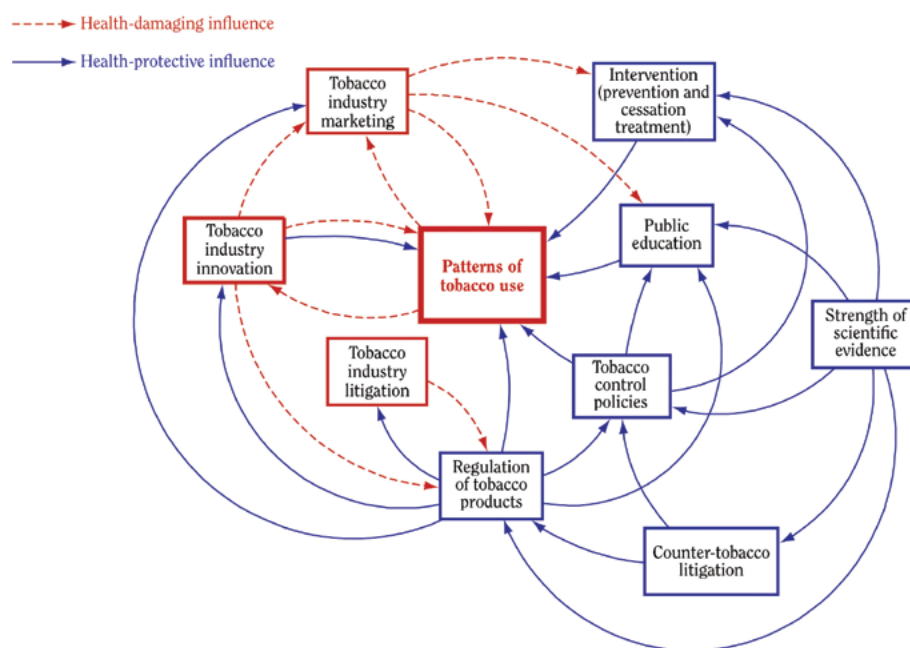 Health-damaging influence
Health-protective influence
Tobacco
industry
marketing
Intervention
(prevention and
cessation
treatment)
Tobacco
industry
innovation
Public
education
Patterns of
tobacco use
Strength of
scientific
evidence
Tobacco
industry
litigation
Tobacco
control
policies
Regulation
of tobacco
products
Counter-tobacco
litigation